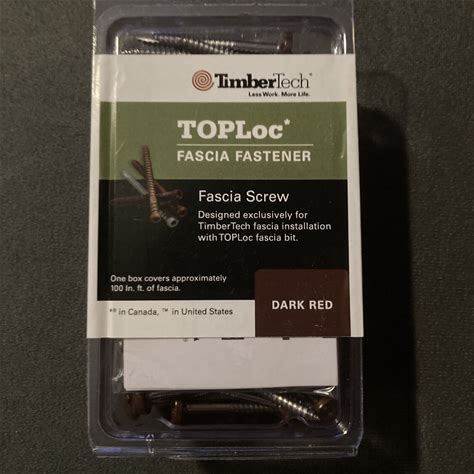 TimberTech®
Less Work. More Life.
TOPLoc*
FASCIA FASTENER
Fascia Screw
Designed exclusively for
TimberTech fascia installation
with TOPLoc fascia bit.
One box covers approximately
100 ln. ft. of fascia.
*® in Canada, ™ in United States
DARK RED